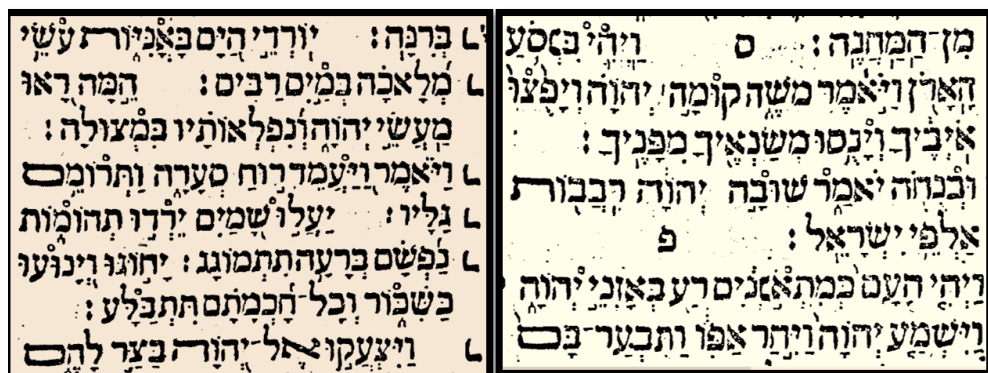 מִן־הַמַּחֲנֶה׃ ס וַיְהִי בִּ׆סֹעַ
הָאָרֹן וַיֹּאמֶר מֹשֶׁה קוּמָה׀ יְהוָה וְיָפֻצוּ
אֹיְבֶיךָ וְיָנֻסוּ מְשַׂנְאֶיךָ מִפָּנֶיךָ׃
וּבְנֻחֹה יֹאמַר שׁוּבָה יְהוָה רִבְבוֹת
אַלְפֵי יִשְׂרָאֵל׃ פ
וַיְהִי הָעָם כְּמִתְאֹ׆נִים רַע בְּאָזְנֵי יְהוָה
וַיִּשְׁמַע יְהוָה וַיִּחַר אַפּוֹ וַתִּבְעַר־בָּם
׆ בְּרִנָּה׃ יוֹרְדֵי הַיָּם בָּאֳנִיּוֹת עֹשֵׂי
׆ מְלָאכָה בְּמַיִם רַבִּים׃ הֵמָּה רָאוּ
מַעֲשֵׂי יְהוָה וְנִפְלְאוֹתָיו בִּמְצוּלָה׃
׆ וַיֹּאמֶר וַיַּעֲמֵד רוּחַ סְעָרָה וַתְּרוֹמֵם
׆ גַּלָּיו׃ יַעֲלוּ שָׁמַיִם יֵרְדוּ תְהוֹמוֹת
׆ נַפְשָׁם בְּרָעָה תִתְמוֹגָג׃ יָחוֹגּוּ וְיָנוּעוּ
כַּשִּׁכּוֹר וְכָל־חָכְמָתָם תִּתְבַּלָּע׃
׆ וַיִּצְעֲקוּ אֶל־יְהוָה בַּצַּר לָהֶם